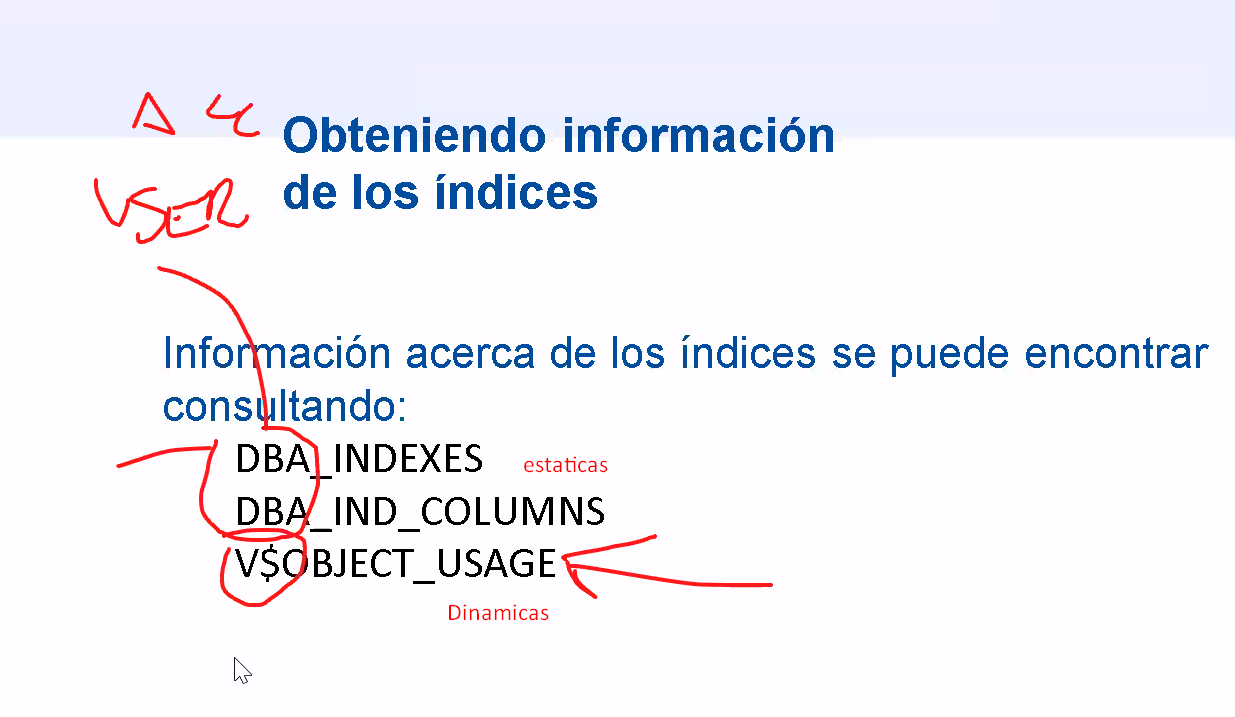 Obteniendo información
de los índices
USER
Información acerca de los índices se puede encontrar
consultando:
DBA_INDEXES estaticas
DBA_IND_COLUMNS
V$OBJECT_USAGE
Dinamicas